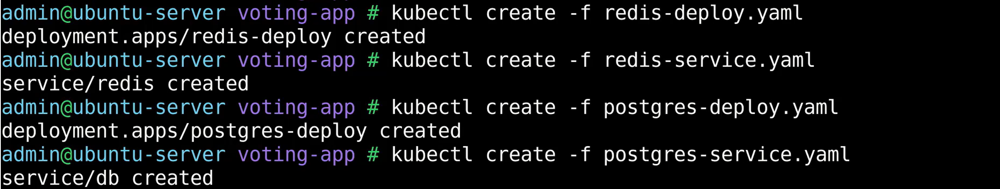 admin@ubuntu-server voting-app # kubectl create -f redis-deploy.yaml
deployment.apps/redis-deploy created
admin@ubuntu-server voting-app # kubectl create -f redis-service.yaml
service/redis created
admin@ubuntu-server voting-app # kubectl create -f postgres-deploy.yaml
deployment.apps/postgres-deploy created
admin@ubuntu-server voting-app # kubectl create -f postgres-service.yaml
service/db created